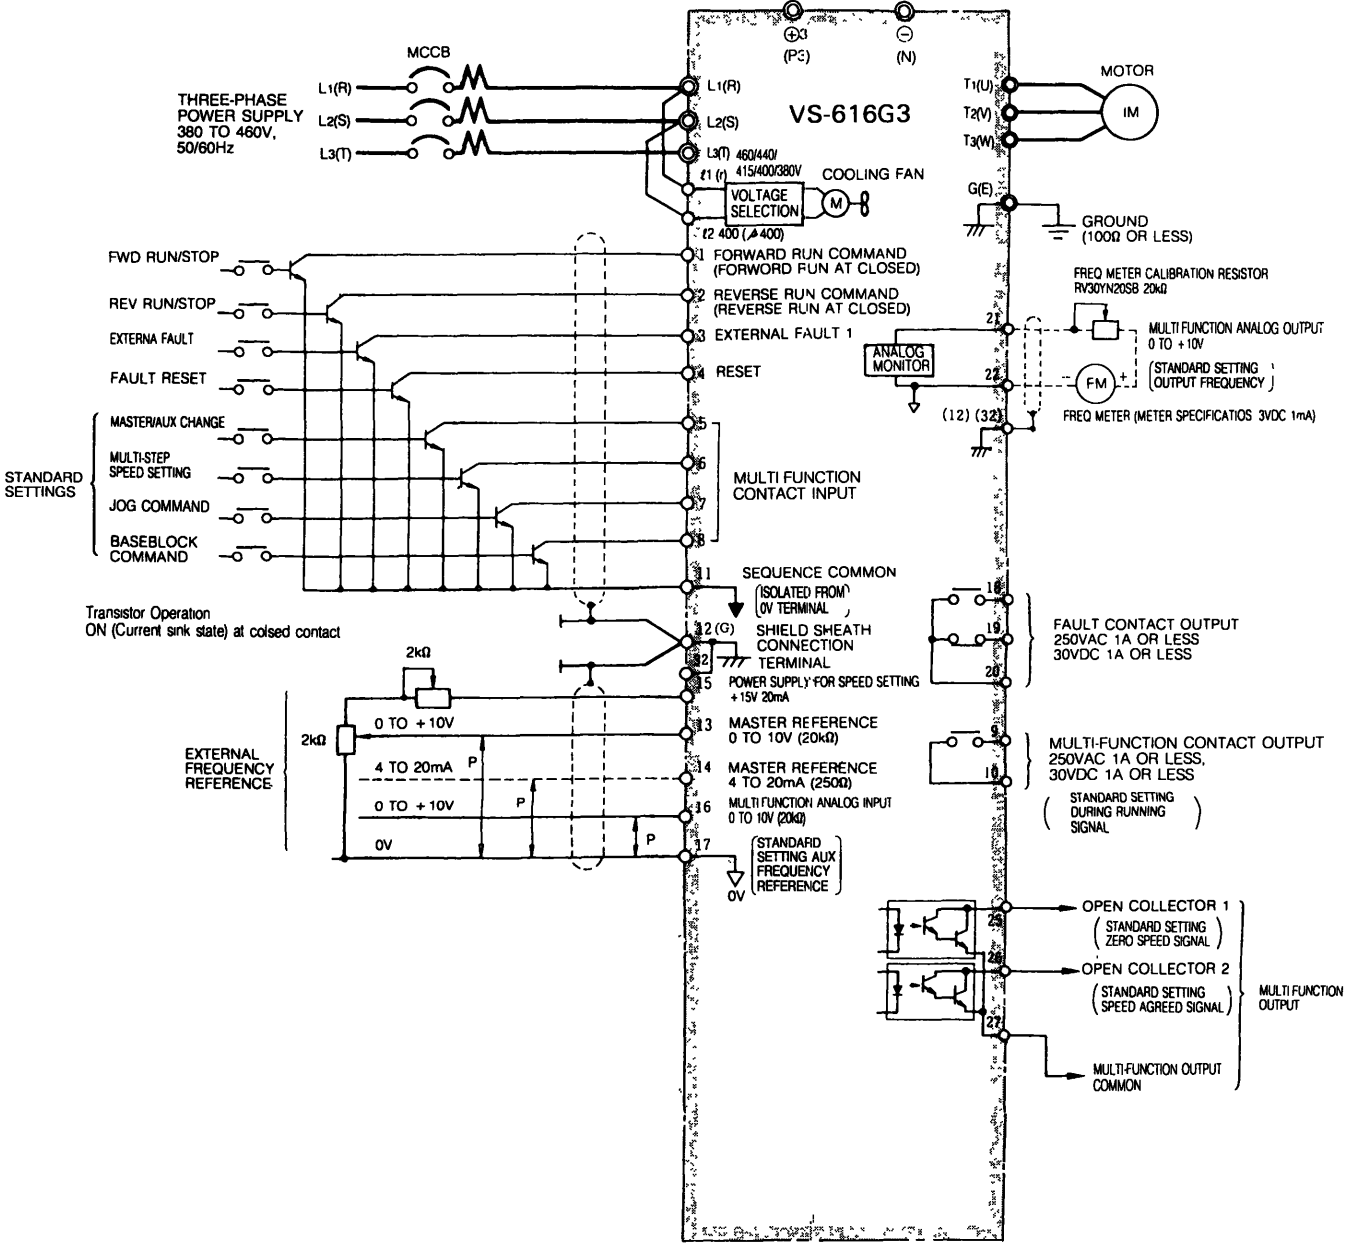 ⊕3
(P3)
⊖
(N)
MCCB
THREE-PHASE
POWER SUPPLY
380 TO 460V,
50/60Hz
L1(R)
L2(S)
L3(T)
L1(R)
L2(S)
L3(T)
VS-616G3
T1(U)
T2(V)
T3(W)
MOTOR
IM
460/440/
415/400/380V
ℓ1 (r)
VOLTAGE
SELECTION
ℓ2 400 (
400)
COOLING FAN
M
G(E)
GROUND
(100Ω OR LESS)
FWD RUN/STOP
REV RUN/STOP
EXTERNA FAULT
FAULT RESET
STANDARD
SETTINGS
MASTER/AUX CHANGE
MULTI-STEP
SPEED SETTING
JOG COMMAND
BASEBLOCK
COMMAND
1 FORWARD RUN COMMAND
(FORWORD RUN AT CLOSED)
2 REVERSE RUN COMMAND
(REVERSE RUN AT CLOSED)
3 EXTERNAL FAULT 1
4 RESET
5
6
7
8
MULTI FUNCTION
CONTACT INPUT
11
SEQUENCE COMMON
(ISOLATED FROM
0V TERMINAL)
Transistor Operation
ON (Current sink state) at colsed contact
12 (G)
SHIELD SHEATH
CONNECTION
TERMINAL
32
15
POWER SUPPLY FOR SPEED SETTING
+15V 20mA
EXTERNAL
FREQUENCY
REFERENCE
2kΩ
2kΩ
0 TO +10V
P
13
MASTER REFERENCE
0 TO 10V (20kΩ)
4 TO 20mA
P
14
MASTER REFERENCE
4 TO 20mA (250Ω)
0 TO +10V
P
16
MULTI FUNCTION ANALOG INPUT
0 TO 10V (20kΩ)
0V
17
(STANDARD
SETTING AUX
FREQUENCY
REFERENCE)
0V
FREQ METER CALIBRATION RESISTOR
RV30YN20SB 20kΩ
21
MULTI FUNCTION ANALOG OUTPUT
0 TO +10V
ANALOG
MONITOR
22
− FM +
(STANDARD SETTING
OUTPUT FREQUENCY)
(12) (32)
FREQ METER (METER SPECIFICATIOS 3VDC 1mA)
18
19
20
FAULT CONTACT OUTPUT
250VAC 1A OR LESS
30VDC 1A OR LESS
9
10
MULTI-FUNCTION CONTACT OUTPUT
250VAC 1A OR LESS,
30VDC 1A OR LESS
(STANDARD SETTING
DURING RUNNING
SIGNAL)
25
OPEN COLLECTOR 1
(STANDARD SETTING
ZERO SPEED SIGNAL)
26
OPEN COLLECTOR 2
(STANDARD SETTING
SPEED AGREED SIGNAL)
MULTI FUNCTION
OUTPUT
27
MULTI-FUNCTION OUTPUT
COMMON